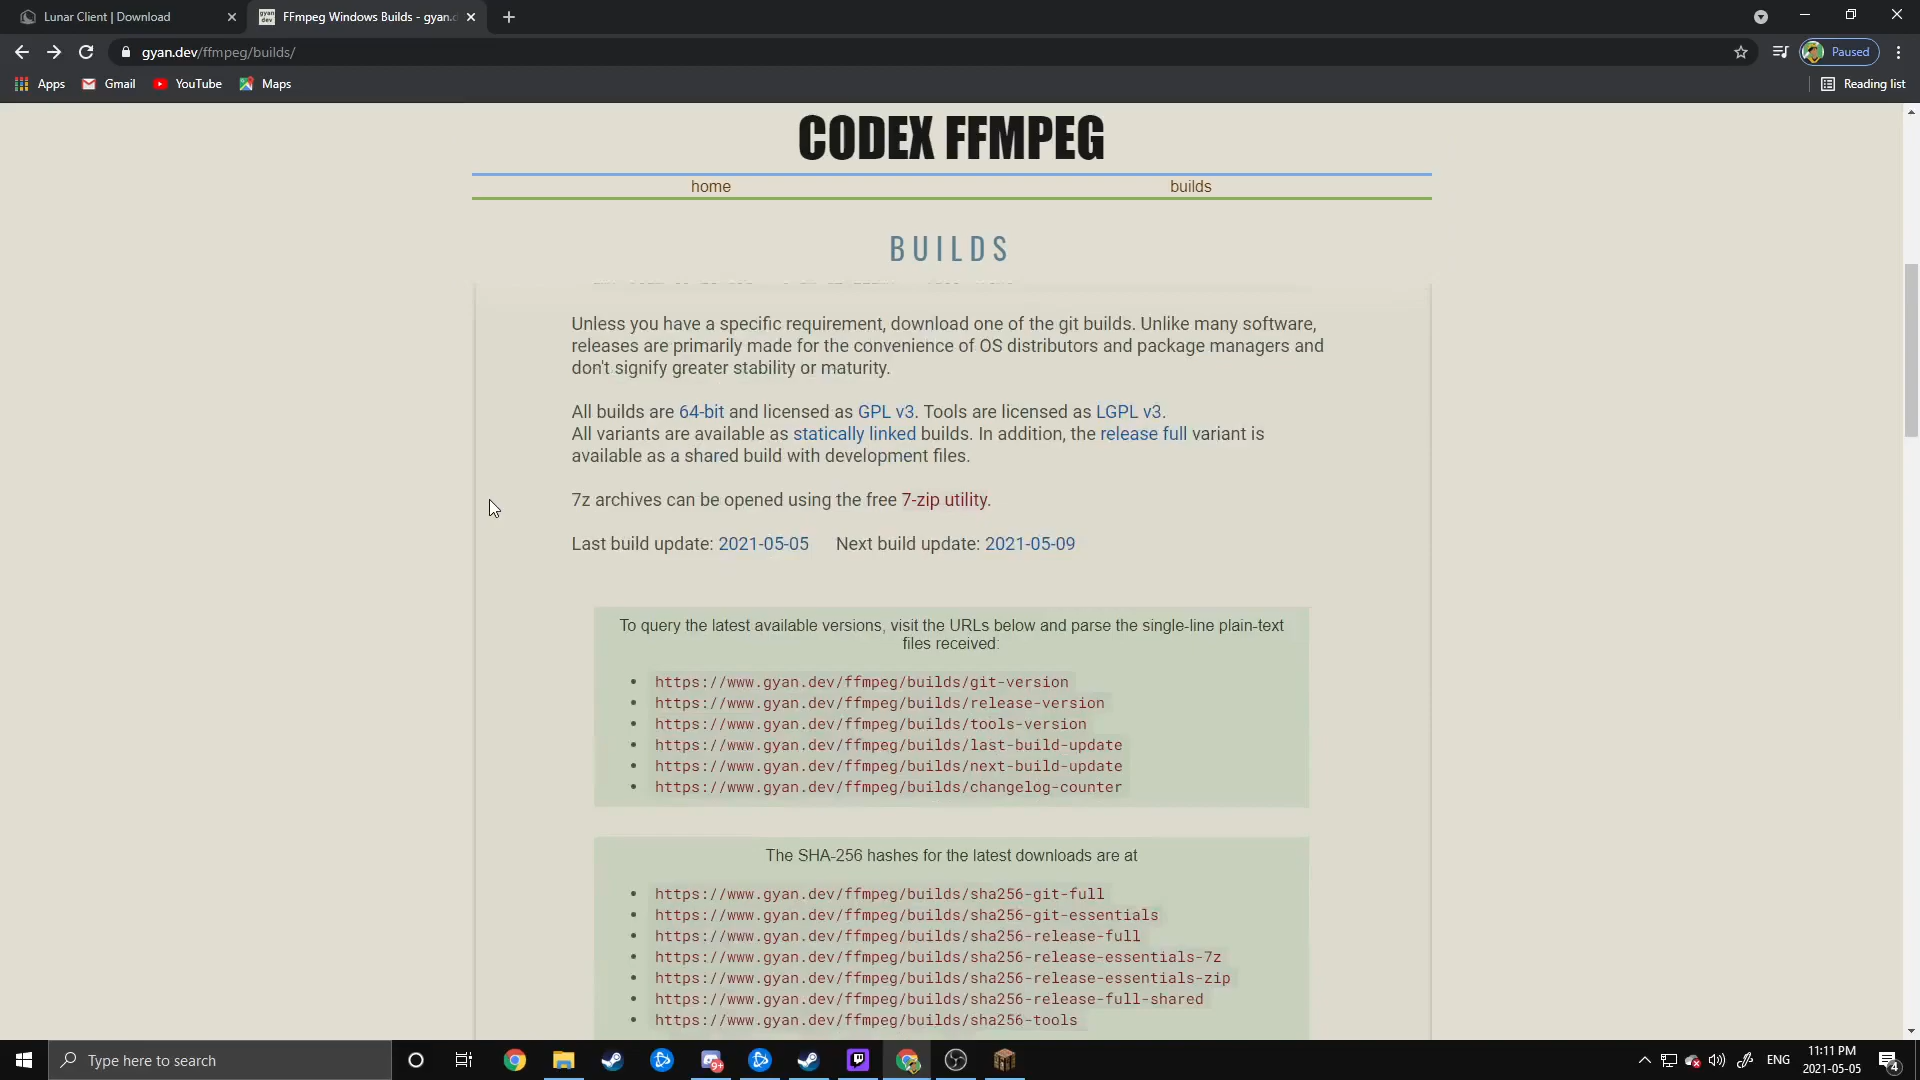 Lunar Client | Download
FFmpeg Windows Builds - gyan.d
gyan.dev/ffmpeg/builds/
Paused
Apps
Gmail
YouTube
Maps
Reading list
CODEX FFMPEG
home
builds
BUILDS
Unless you have a specific requirement, download one of the git builds. Unlike many software,
releases are primarily made for the convenience of OS distributors and package managers and
don't signify greater stability or maturity.
All builds are 64-bit and licensed as GPL v3. Tools are licensed as LGPL v3.
All variants are available as statically linked builds. In addition, the release full variant is
available as a shared build with development files.
7z archives can be opened using the free 7-zip utility.
Last build update: 2021-05-05 Next build update: 2021-05-09
To query the latest available versions, visit the URLs below and parse the single-line plain-text
files received:
• https://www.gyan.dev/ffmpeg/builds/git-version
• https://www.gyan.dev/ffmpeg/builds/release-version
• https://www.gyan.dev/ffmpeg/builds/tools-version
• https://www.gyan.dev/ffmpeg/builds/last-build-update
• https://www.gyan.dev/ffmpeg/builds/next-build-update
• https://www.gyan.dev/ffmpeg/builds/changelog-counter
The SHA-256 hashes for the latest downloads are at
• https://www.gyan.dev/ffmpeg/builds/sha256-git-full
• https://www.gyan.dev/ffmpeg/builds/sha256-git-essentials
• https://www.gyan.dev/ffmpeg/builds/sha256-release-full
• https://www.gyan.dev/ffmpeg/builds/sha256-release-essentials-7z
• https://www.gyan.dev/ffmpeg/builds/sha256-release-essentials-zip
• https://www.gyan.dev/ffmpeg/builds/sha256-release-full-shared
• https://www.gyan.dev/ffmpeg/builds/sha256-tools
Type here to search
9+
ENG
11:11 PM
2021-05-05
4